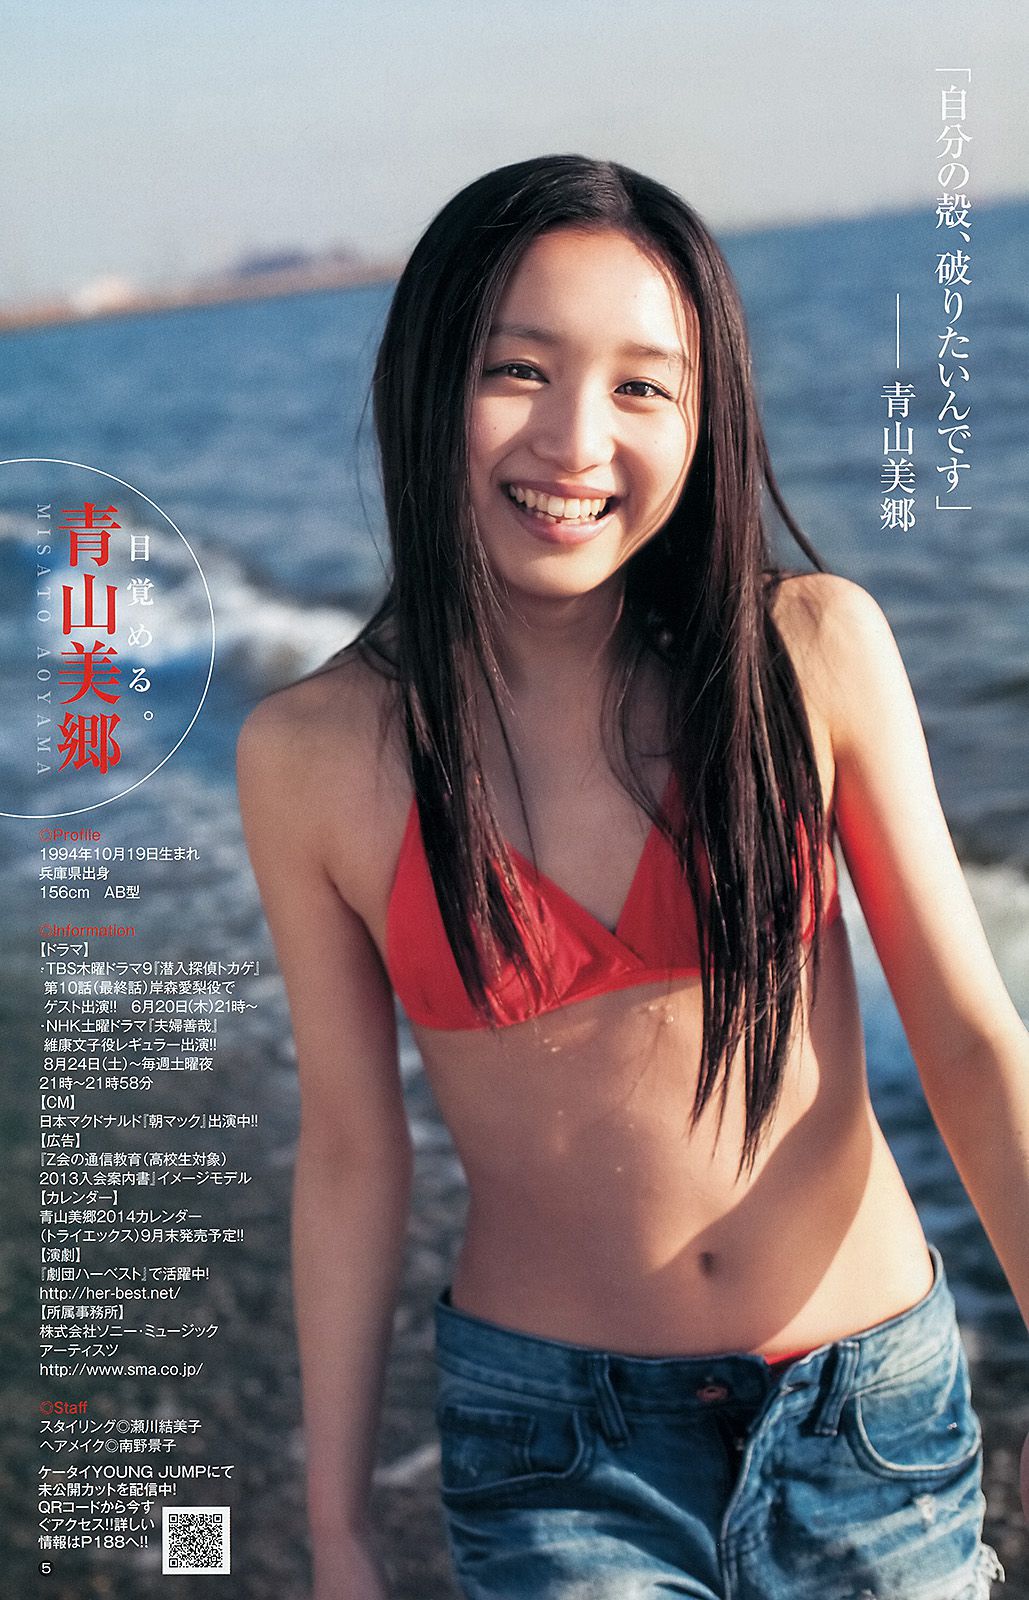 「自分の殻、破りたいんです」
——青山美郷
目覚める。
青山美郷
MISATO AOYAMA
◎Profile
1994年10月19日生まれ
兵庫県出身
156cm　AB型
◎Information
【ドラマ】
・TBS木曜ドラマ9『潜入探偵トカゲ』
第10話(最終話)岸森愛梨役で
ゲスト出演!!　6月20日(木)21時〜
・NHK土曜ドラマ『夫婦善哉』
維康文子役レギュラー出演!!
8月24日(土)〜毎週土曜夜
21時〜21時58分
【CM】
日本マクドナルド『朝マック』出演中!!
【広告】
『Z会の通信教育(高校生対象)
2013入会案内書』イメージモデル
【カレンダー】
青山美郷2014カレンダー
(トライエックス)9月末発売予定!!
【演劇】
『劇団ハーベスト』で活躍中!
http://her-best.net/
【所属事務所】
株式会社ソニー・ミュージック
アーティスツ
http://www.sma.co.jp/
◎Staff
スタイリング◎瀬川結美子
ヘアメイク◎南野景子
ケータイYOUNG JUMPにて
未公開カットを配信中!
QRコードから今す
ぐアクセス!!詳しい
情報はP188へ!!
5